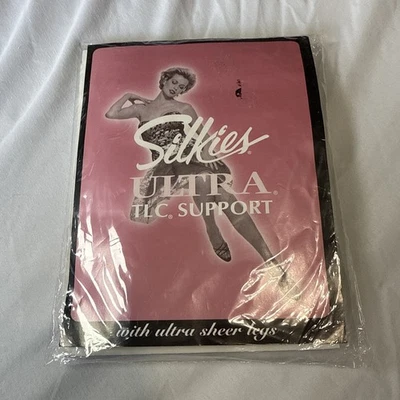 Silkies®
ULTRA®
TLC® SUPPORT
with ultra sheer legs